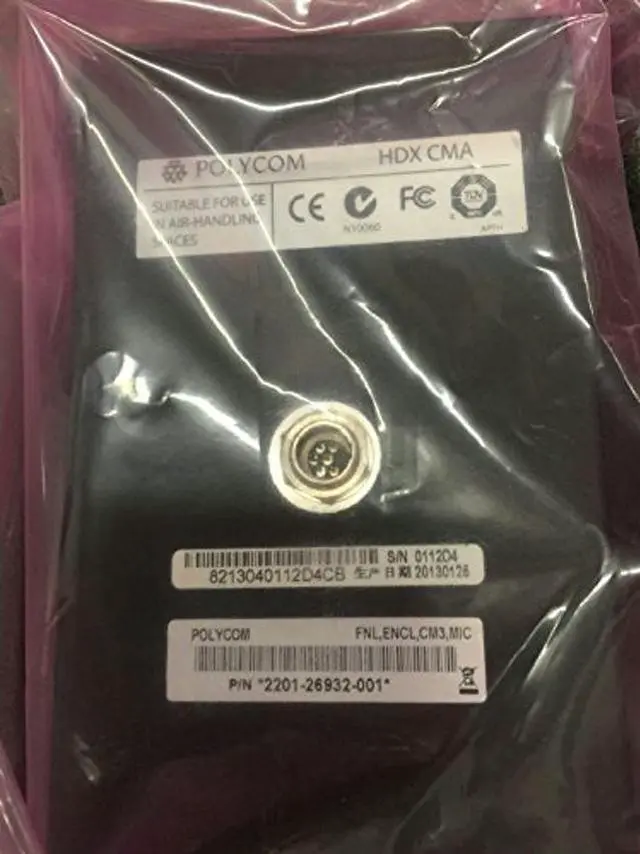 POLYCOM HDX CMA
SUITABLE FOR USE
IN AIR-HANDLING
SPACES
CE FC TÜV
N10060
S/N 0112D4
8213040112D4CB 生产日期 20130126
POLYCOM FNL,ENCL,CM3,MIC
P/N "2201-26932-001"